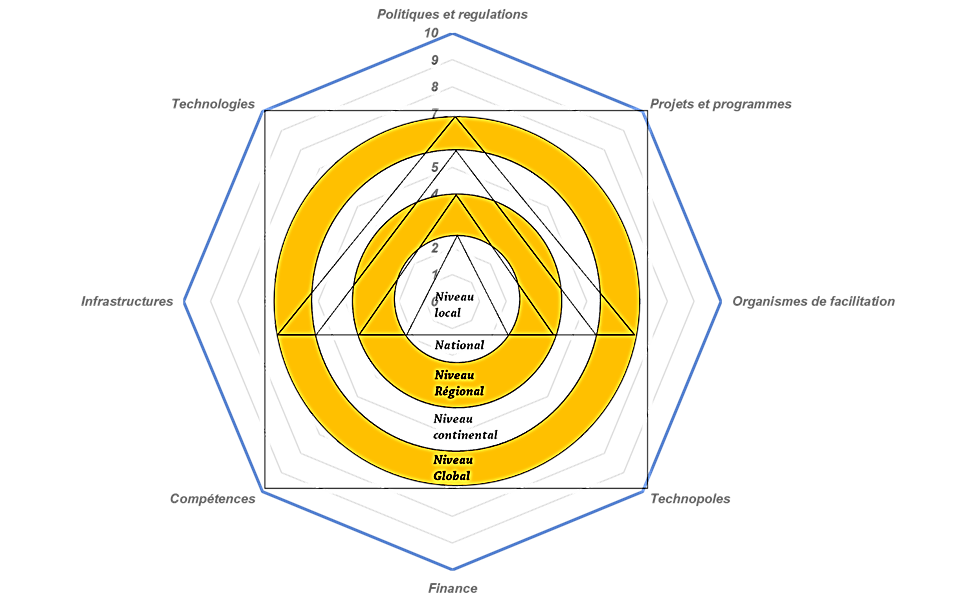 Politiques et regulations
10
9
8
Technologies
Projets et programmes
7
5
4
2
1
Infrastructures
0
Niveau
local
Organismes de facilitation
National
Niveau
Régional
Niveau
continental
Niveau
Global
Compétences
Technopoles
Finance